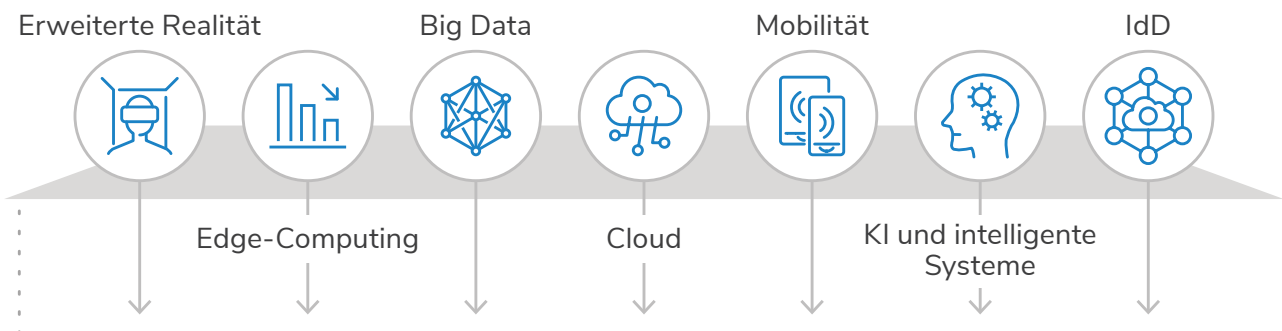 Erweiterte Realität
Big Data
Mobilität
IdD
Edge-Computing
Cloud
KI und intelligente
Systeme